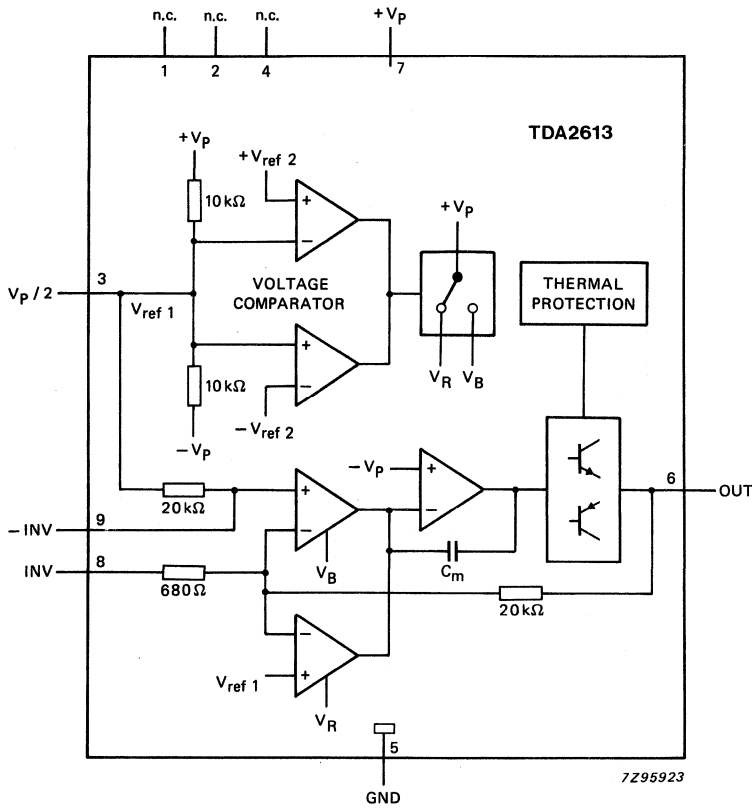 n.c. n.c. n.c. +VP
1 2 4 7
TDA2613
+VP
+Vref 2
10kΩ
+
−
+VP
3
VP / 2
Vref 1
VOLTAGE
COMPARATOR
THERMAL
PROTECTION
+
−
10kΩ
VR VB
−VP
−Vref 2
−VP
+
−
6
OUT
20kΩ
+
−
9
−INV
8
INV
680Ω
VB
Cm
20kΩ
−
+
Vref 1
VR
5
GND
7Z95923